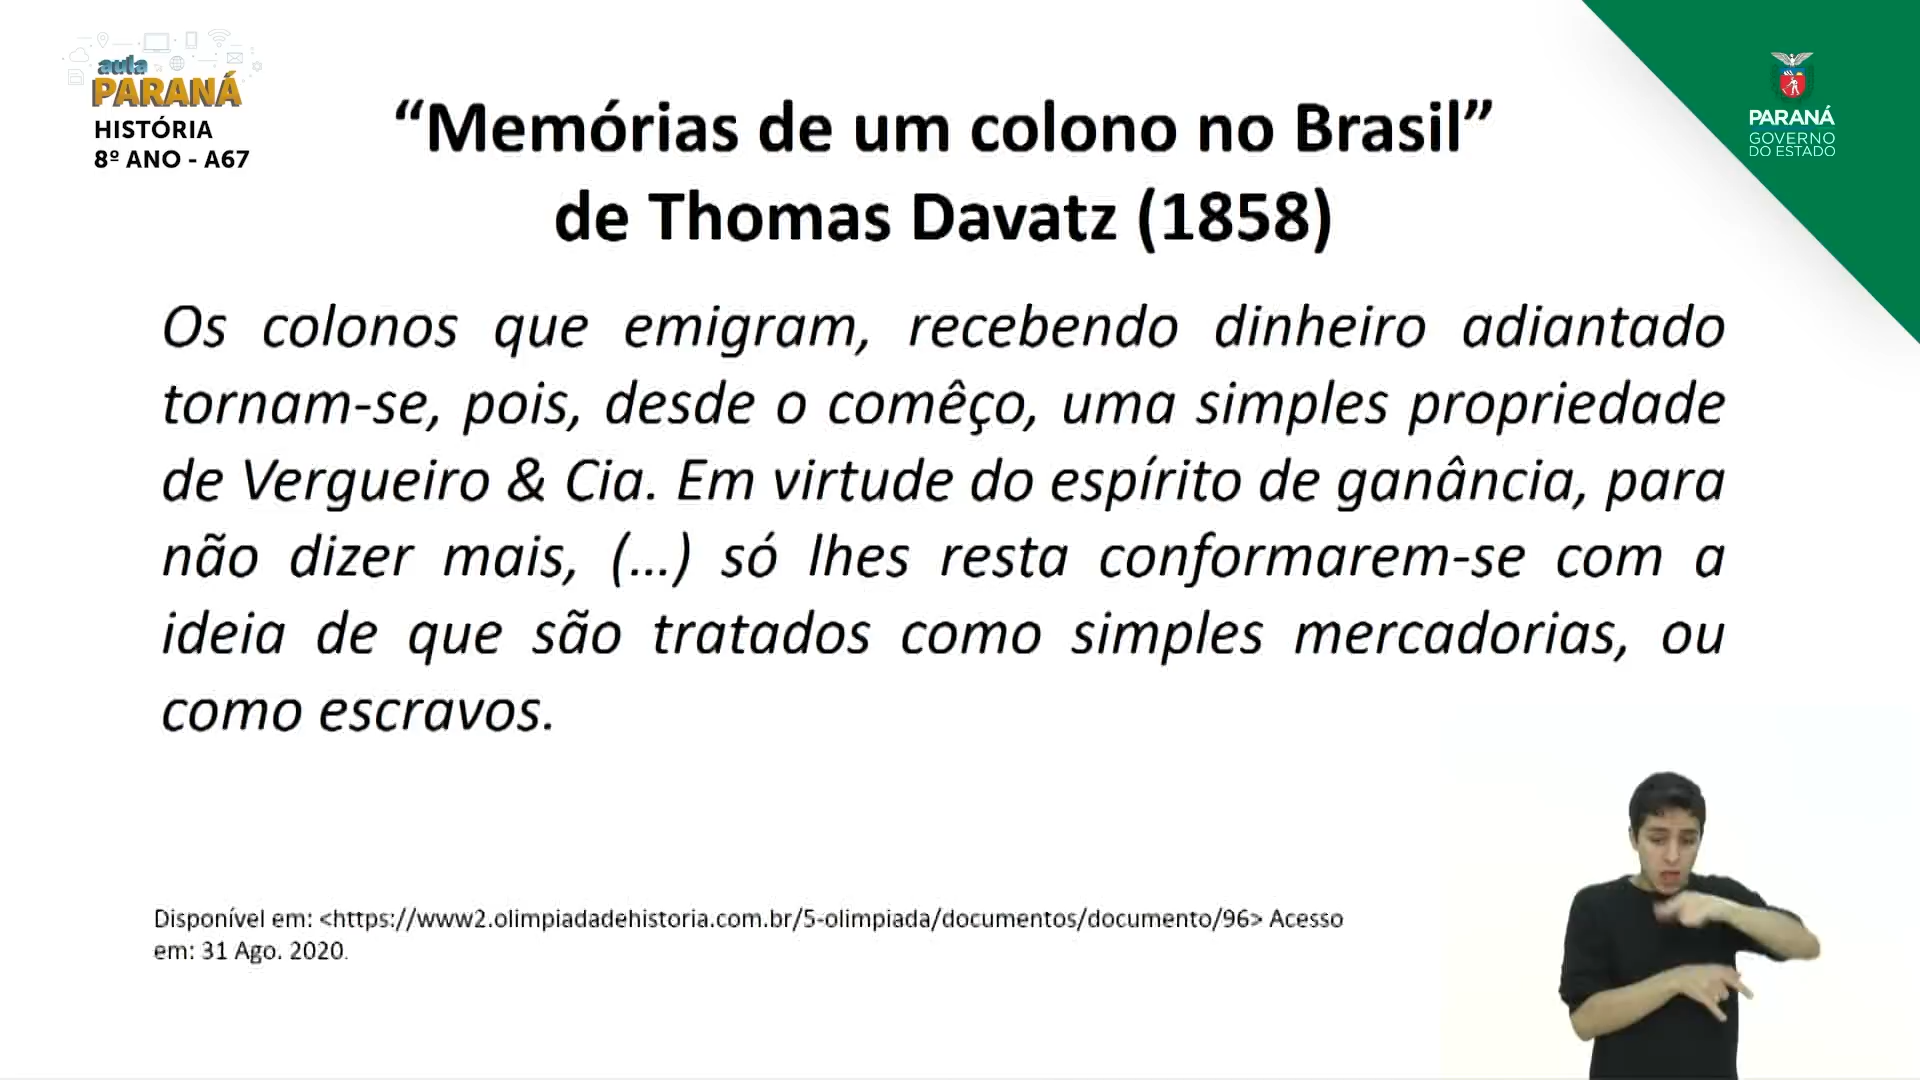 aula
PARANÁ
HISTÓRIA
8º ANO - A67
“Memórias de um colono no Brasil”
de Thomas Davatz (1858)
PARANÁ
GOVERNO
DO ESTADO
Os colonos que emigram, recebendo dinheiro adiantado
tornam-se, pois, desde o comêço, uma simples propriedade
de Vergueiro & Cia. Em virtude do espírito de ganância, para
não dizer mais, (...) só lhes resta conformarem-se com a
ideia de que são tratados como simples mercadorias, ou
como escravos.
Disponível em: <https://www2.olimpiadadehistoria.com.br/5-olimpiada/documentos/documento/96> Acesso
em: 31 Ago. 2020.